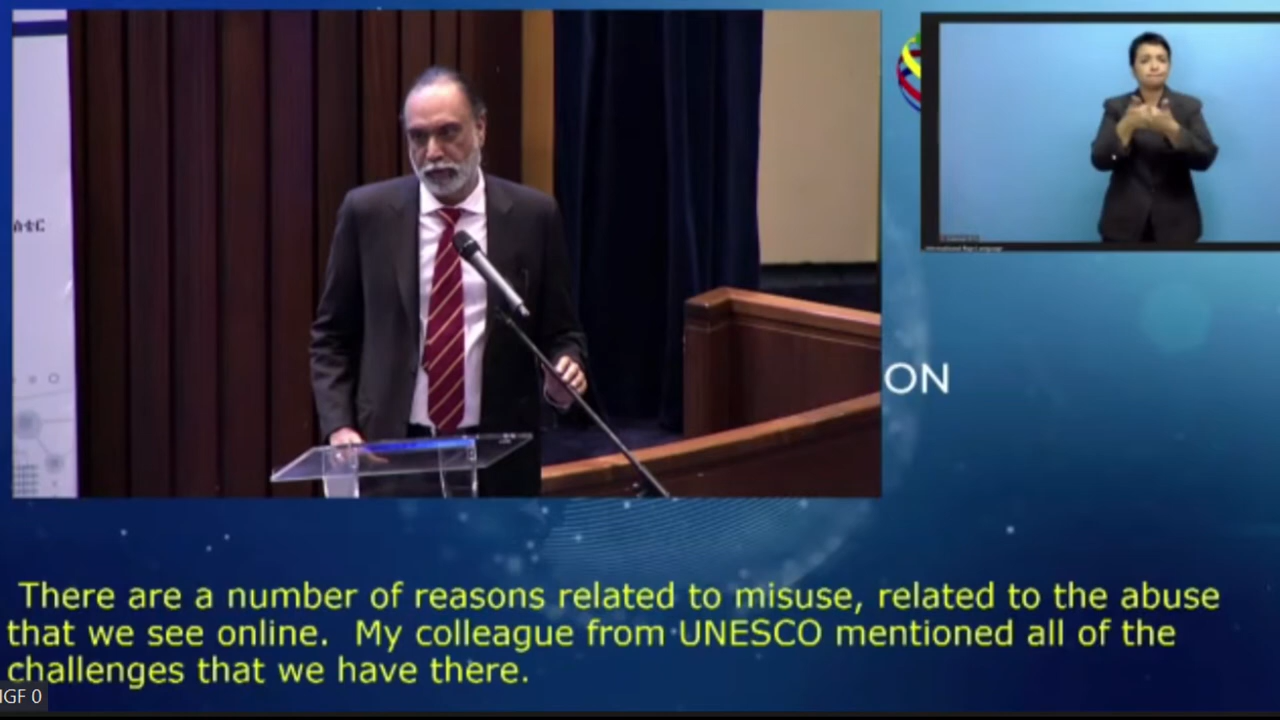 ስቲር
ON
There are a number of reasons related to misuse, related to the abuse
that we see online. My colleague from UNESCO mentioned all of the
challenges that we have there.
IGF 0